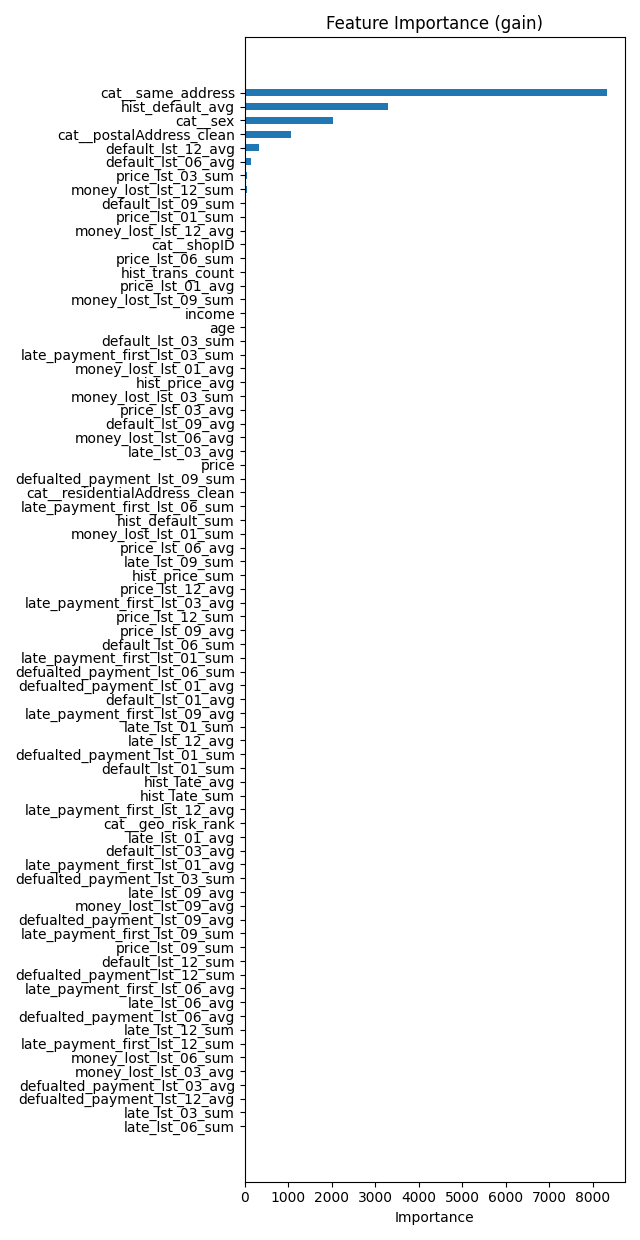 Feature Importance (gain)
cat__same_address
hist_default_avg
cat__sex
cat__postalAddress_clean
default_lst_12_avg
default_lst_06_avg
price_lst_03_sum
money_lost_lst_12_sum
default_lst_09_sum
price_lst_01_sum
money_lost_lst_12_avg
cat__shopID
price_lst_06_sum
hist_trans_count
price_lst_01_avg
money_lost_lst_09_sum
income
age
default_lst_03_sum
late_payment_first_lst_03_sum
money_lost_lst_01_avg
hist_price_avg
money_lost_lst_03_sum
price_lst_03_avg
default_lst_09_avg
money_lost_lst_06_avg
late_lst_03_avg
price
defualted_payment_lst_09_sum
cat__residentialAddress_clean
late_payment_first_lst_06_sum
hist_default_sum
money_lost_lst_01_sum
price_lst_06_avg
late_lst_09_sum
hist_price_sum
price_lst_12_avg
late_payment_first_lst_03_avg
price_lst_12_sum
price_lst_09_avg
default_lst_06_sum
late_payment_first_lst_01_sum
defualted_payment_lst_06_sum
defualted_payment_lst_01_avg
default_lst_01_avg
late_payment_first_lst_09_avg
late_lst_01_sum
late_lst_12_avg
defualted_payment_lst_01_sum
default_lst_01_sum
hist_late_avg
hist_late_sum
late_payment_first_lst_12_avg
cat__geo_risk_rank
late_lst_01_avg
default_lst_03_avg
late_payment_first_lst_01_avg
defualted_payment_lst_03_sum
late_lst_09_avg
money_lost_lst_09_avg
defualted_payment_lst_09_avg
late_payment_first_lst_09_sum
price_lst_09_sum
default_lst_12_sum
defualted_payment_lst_12_sum
late_payment_first_lst_06_avg
late_lst_06_avg
defualted_payment_lst_06_avg
late_lst_12_sum
late_payment_first_lst_12_sum
money_lost_lst_06_sum
money_lost_lst_03_avg
defualted_payment_lst_03_avg
defualted_payment_lst_12_avg
late_lst_03_sum
late_lst_06_sum
0 1000 2000 3000 4000 5000 6000 7000 8000
Importance